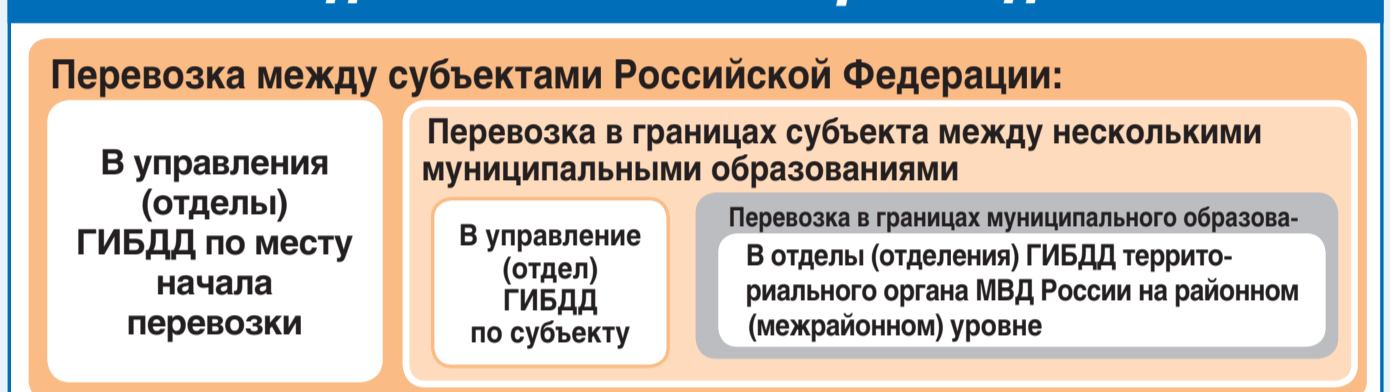 Перевозка между субъектами Российской Федерации:
В управления
(отделы)
ГИБДД по месту
начала
перевозки
Перевозка в границах субъекта между несколькими
муниципальными образованиями
В управление
(отдел)
ГИБДД
по субъекту
Перевозка в границах муниципального образова-
В отделы (отделения) ГИБДД террито-
риального органа МВД России на районном
(межрайонном) уровне